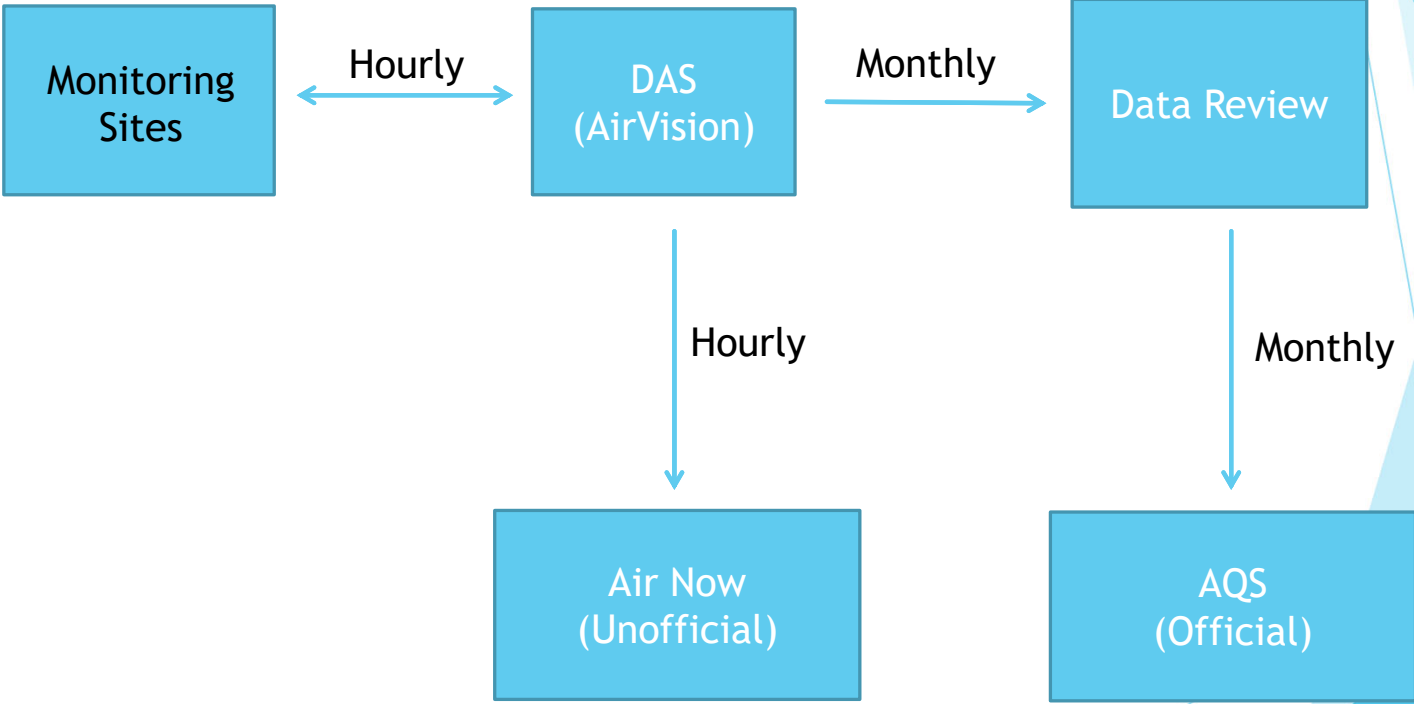 Monitoring
Sites
Hourly
DAS
(AirVision)
Monthly
Data Review
Hourly
Monthly
Air Now
(Unofficial)
AQS
(Official)